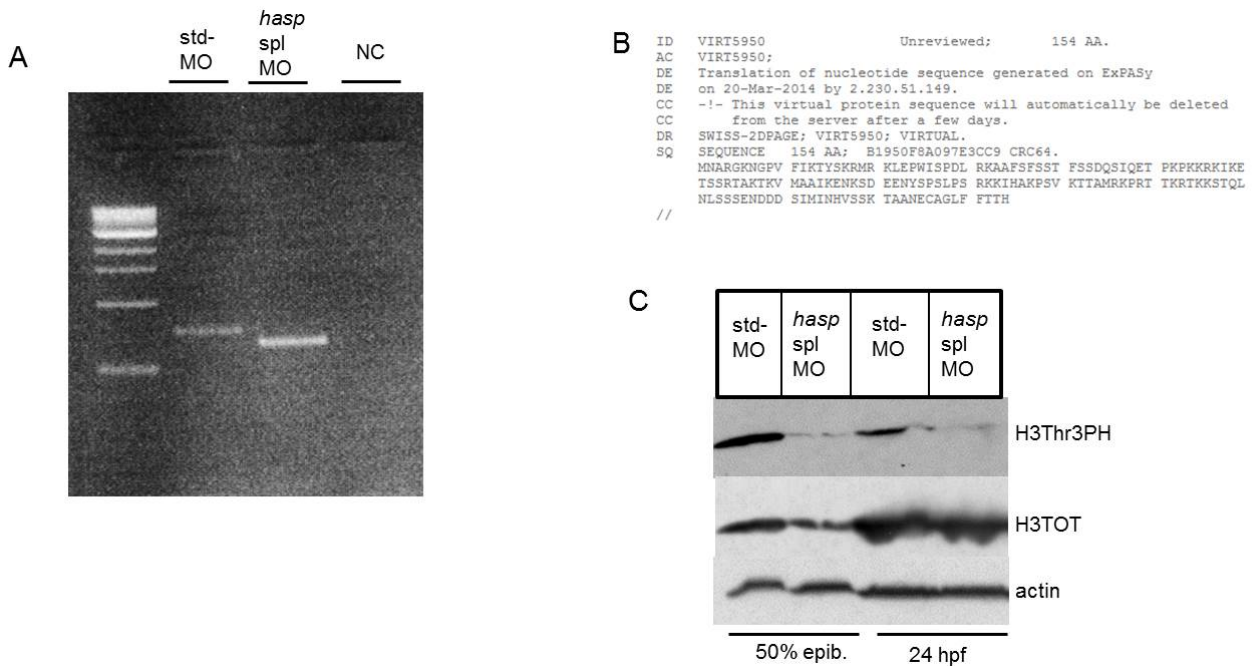 A
std-
MO
hasp
spl
MO
NC
B
ID VIRT5950 Unreviewed; 154 AA.
AC VIRT5950;
DE Translation of nucleotide sequence generated on ExPASy
DE on 20-Mar-2014 by 2.230.51.149.
CC -!- This virtual protein sequence will automatically be deleted
CC from the server after a few days.
DR SWISS-2DPAGE; VIRT5950; VIRTUAL.
SQ SEQUENCE 154 AA; B1950F8A097E3CC9 CRC64.
MNARGKNGPV FIKTYSKRMR KLEPWISPDL RKAAFSFSST FSSDQSIQET PKPKKRKIKE
TSSRTAKTKV MAAIKENKSD EENYSPSLPS RKKIHAKPSV KTTAMRKPRT TKRTKKSTQL
NLSSSENDDD SIMINHVSSK TAANECAGLF FTTH
//
C
std-
MO
hasp
spl
MO
std-
MO
hasp
spl
MO
H3Thr3PH
H3TOT
actin
50% epib.
24 hpf